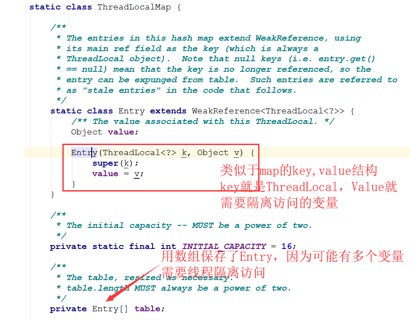 static class ThreadLocalMap {
/**
* The entries in this hash map extend WeakReference, using
* its main ref field as the key (which is always a
* ThreadLocal object).  Note that null keys (i.e. entry.get()
* == null) mean that the key is no longer referenced, so the
* entry can be expunged from table.  Such entries are referred to
* as "stale entries" in the code that follows.
*/
static class Entry extends WeakReference<ThreadLocal<?>> {
/** The value associated with this ThreadLocal. */
Object value;
Entry(ThreadLocal<?> k, Object v) {
super(k);
value = v;
}
}
类似于map的key,value结构
key就是ThreadLocal，Value就
需要隔离访问的变量
/**
* The initial capacity -- MUST be a power of two.
*/
private static final int INITIAL_CAPACITY = 16;
用数组保存了Entry，因为可能有多个变量
需要线程隔离访问
/**
* The table, resized as necessary.
* table.length MUST always be a power of two.
*/
private Entry[] table;